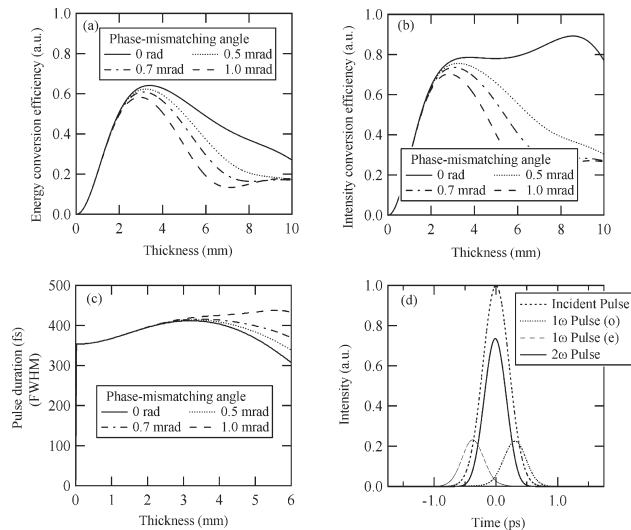 (a)
Phase-mismatching angle
0 rad
0.5 mrad
0.7 mrad
1.0 mrad
Energy conversion efficiency (a.u.)
1.0
0.8
0.6
0.4
0.2
0.0
0 2 4 6 8 10
Thickness (mm)
(b)
Intensity conversion efficiency (a.u.)
1.0
0.8
0.6
0.4
0.2
0.0
Phase-mismatching angle
0 rad
0.5 mrad
0.7 mrad
1.0 mrad
0 2 4 6 8 10
Thickness (mm)
(c)
Pulse duration (fs)
(FWHM)
500
400
300
200
100
0
Phase-mismatching angle
0 rad
0.5 mrad
0.7 mrad
1.0 mrad
0 1 2 3 4 5 6
Thickness (mm)
(d)
Incident Pulse
1ω Pulse (o)
1ω Pulse (e)
2ω Pulse
Intensity (a.u.)
1.0
0.8
0.6
0.4
0.2
0.0
-1.0 0.0 1.0
Time (ps)